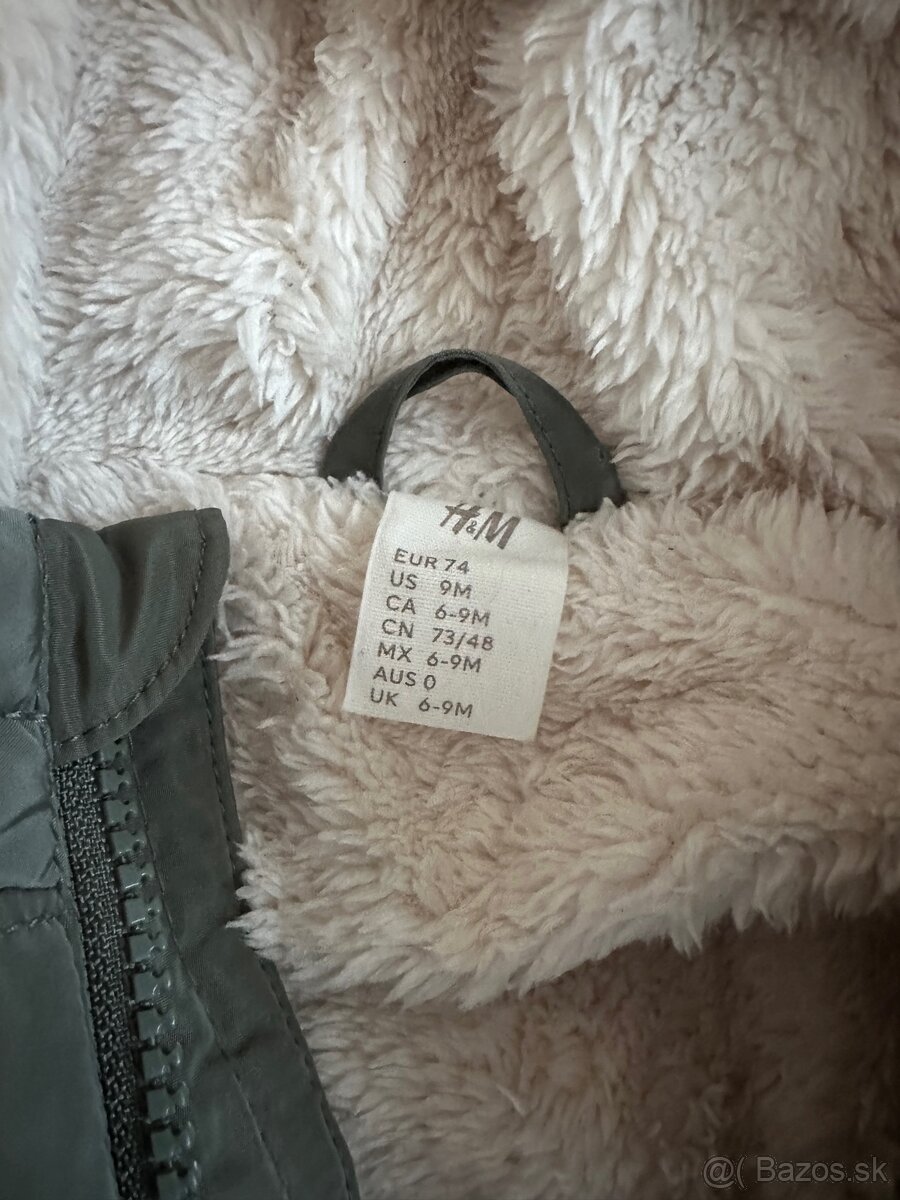 H&M
EUR 74
US 9M
CA 6-9M
CN 73/48
MX 6-9M
AUS 0
UK 6-9M
@( Bazos.sk